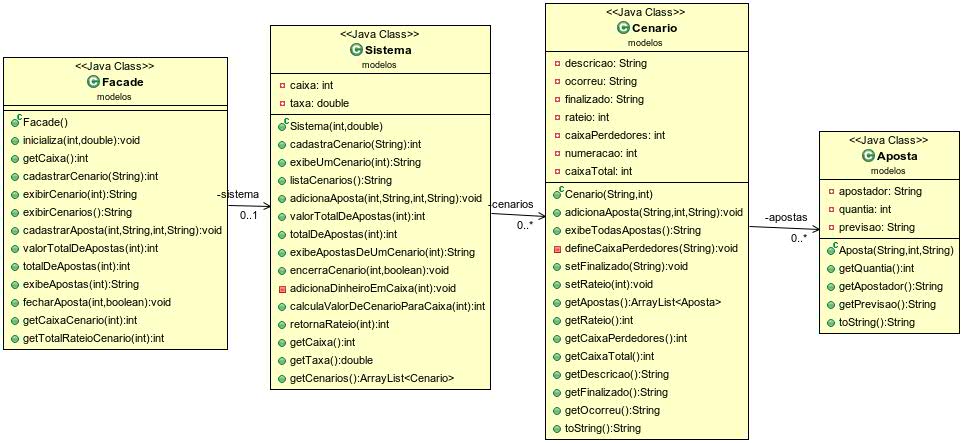 <<Java Class>>
Facade
modelos
Facade()
inicializa(int,double):void
getCaixa():int
cadastrarCenario(String):int
exibirCenario(int):String
exibirCenarios():String
cadastrarAposta(int,String,int,String):void
valorTotalDeApostas(int):int
totalDeApostas(int):int
exibeApostas(int):String
fecharAposta(int,boolean):void
getCaixaCenario(int):int
getTotalRateioCenario(int):int
-sistema
0..1
<<Java Class>>
Sistema
modelos
caixa: int
taxa: double
Sistema(int,double)
cadastraCenario(String):int
exibeUmCenario(int):String
listaCenarios():String
adicionaAposta(int,String,int,String):void
valorTotalDeApostas(int):int
totalDeApostas(int):int
exibeApostasDeUmCenario(int):String
encerraCenario(int,boolean):void
adicionaDinheiroEmCaixa(int):void
calculaValorDeCenarioParaCaixa(int):int
retornaRateio(int):int
getCaixa():int
getTaxa():double
getCenarios():ArrayList<Cenario>
-cenarios
0..*
<<Java Class>>
Cenario
modelos
descricao: String
ocorreu: String
finalizado: String
rateio: int
caixaPerdedores: int
numeracao: int
caixaTotal: int
Cenario(String,int)
adicionaAposta(String,int,String):void
exibeTodasApostas():String
defineCaixaPerdedores(String):void
setFinalizado(String):void
setRateio(int):void
getApostas():ArrayList<Aposta>
getRateio():int
getCaixaPerdedores():int
getCaixaTotal():int
getDescricao():String
getFinalizado():String
getOcorreu():String
toString():String
-apostas
0..*
<<Java Class>>
Aposta
modelos
apostador: String
quantia: int
previsao: String
Aposta(String,int,String)
getQuantia():int
getApostador():String
getPrevisao():String
toString():String